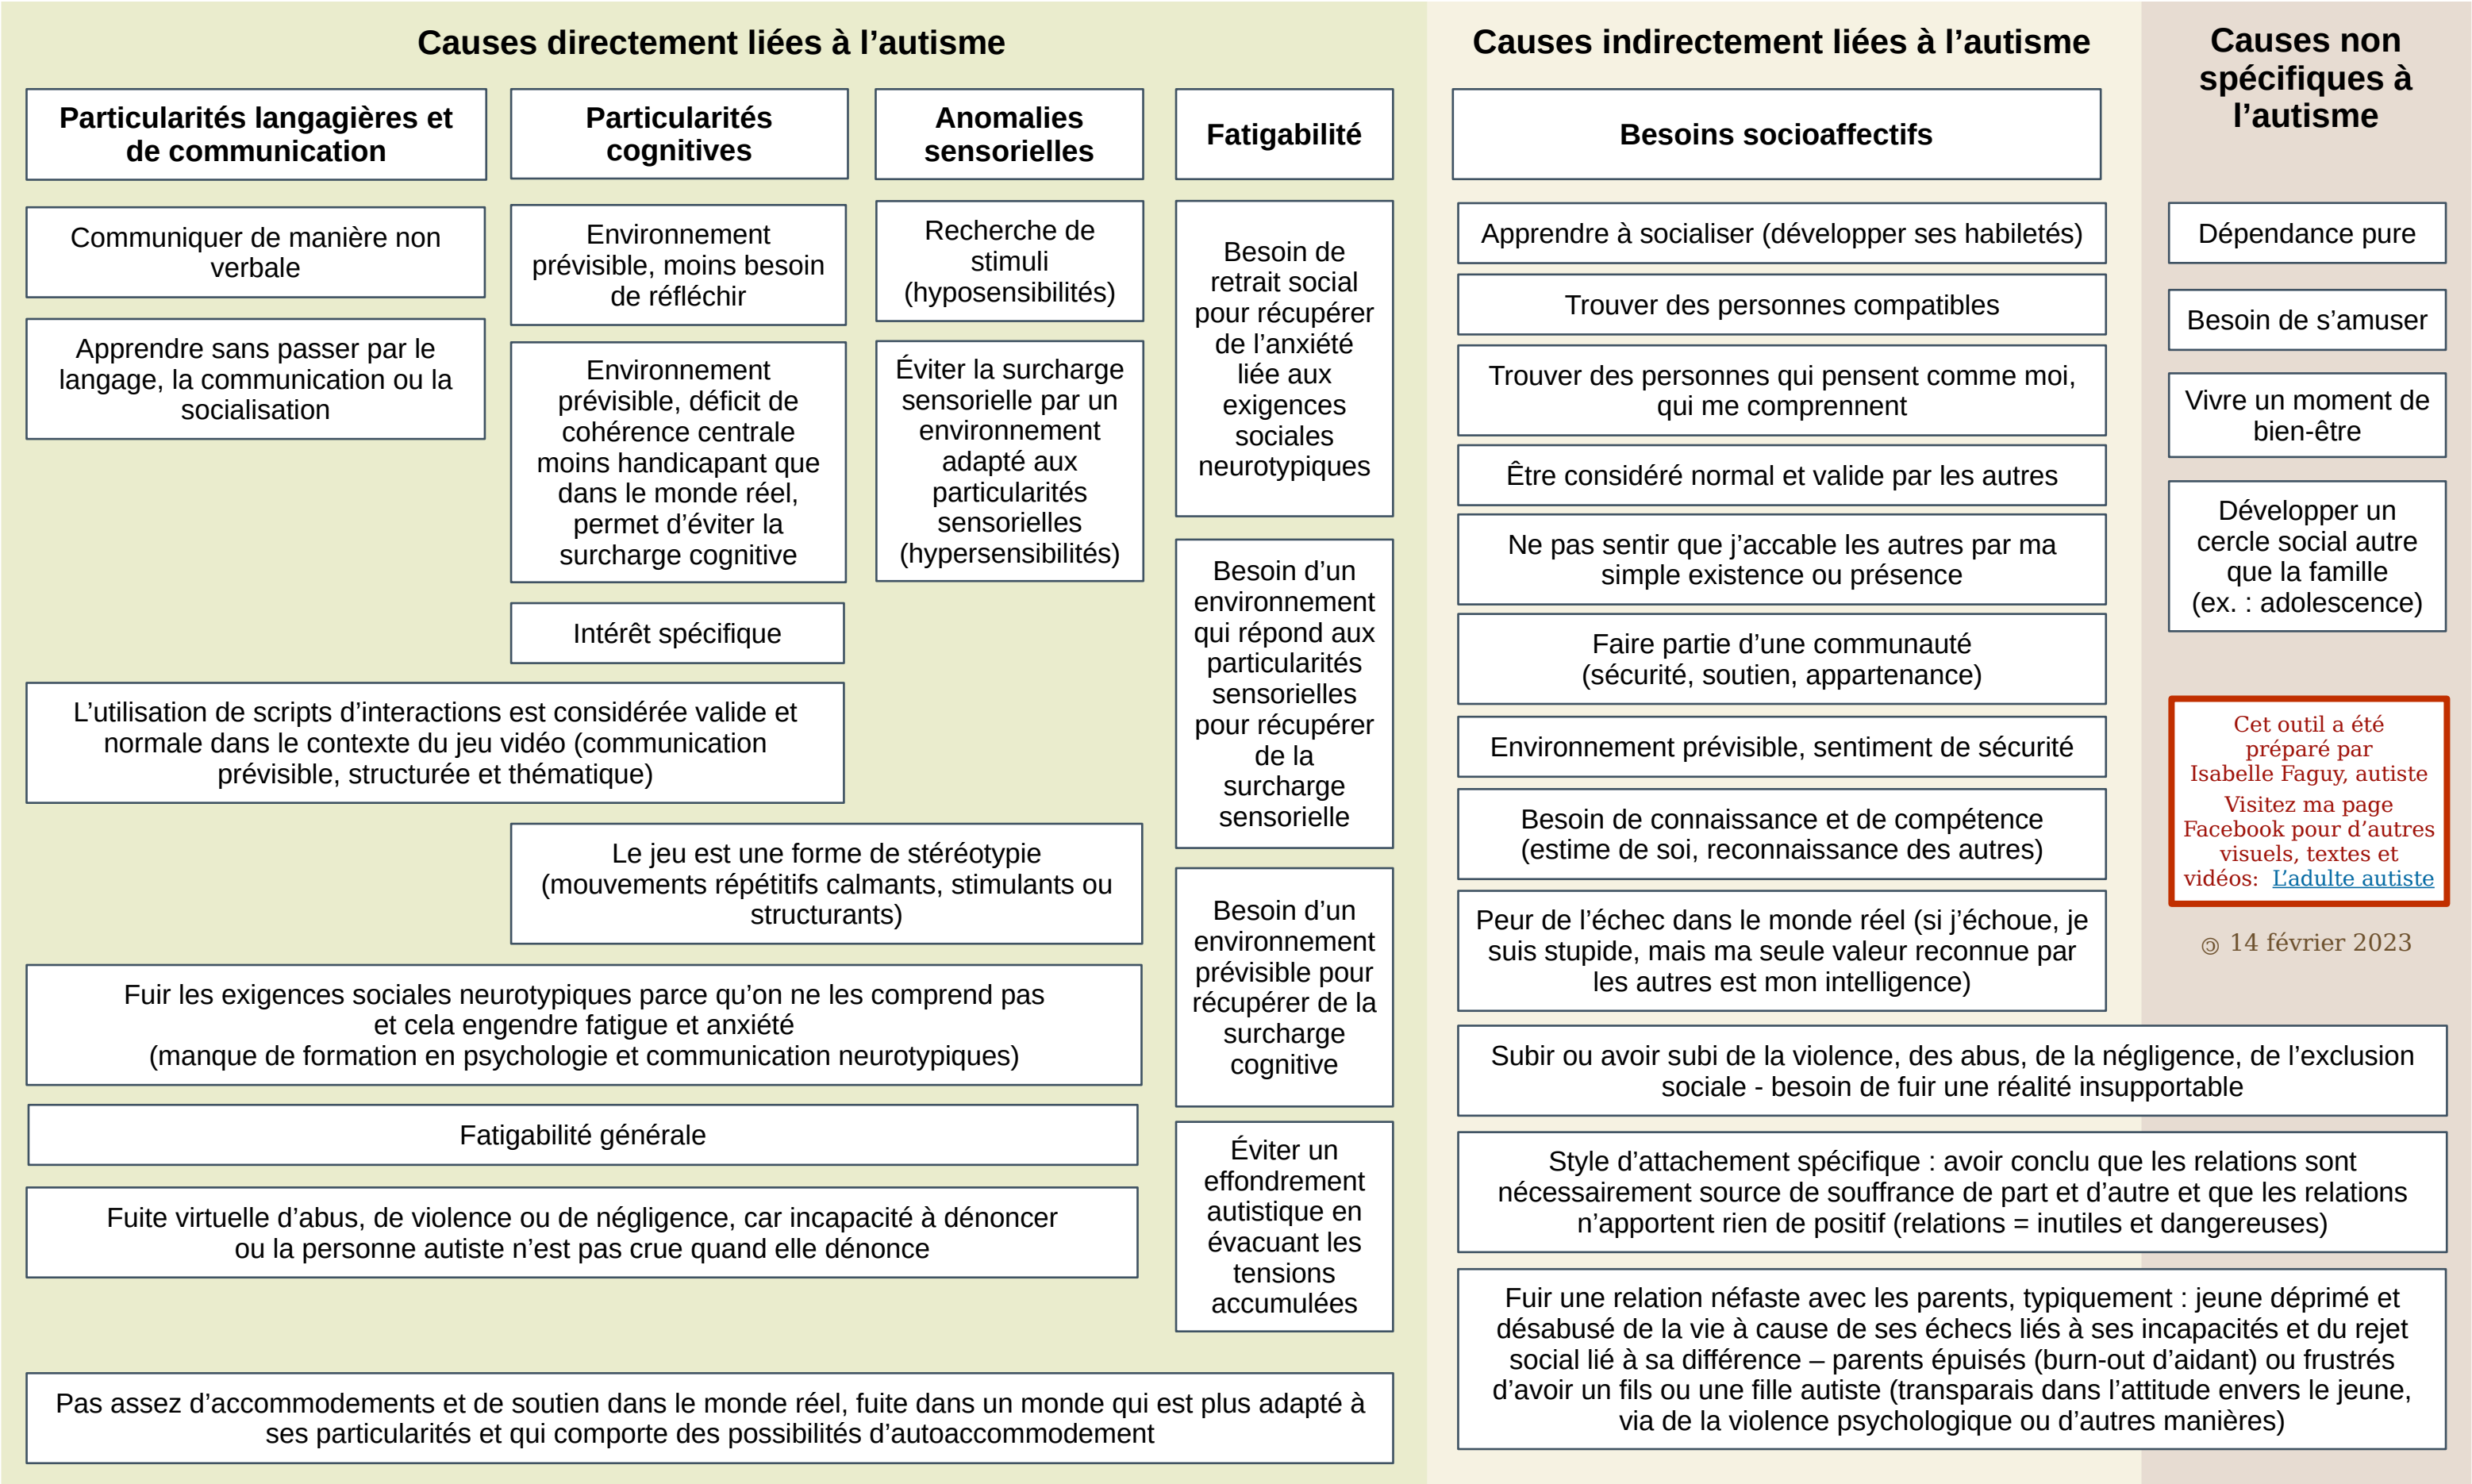 Causes directement liées à l’autisme
Particularités langagières et
de communication
Communiquer de manière non
verbale
Apprendre sans passer par le
langage, la communication ou la
socialisation
Particularités
cognitives
Environnement
prévisible, moins besoin
de réfléchir
Environnement
prévisible, déficit de
cohérence centrale
moins handicapant que
dans le monde réel,
permet d’éviter la
surcharge cognitive
Intérêt spécifique
Anomalies
sensorielles
Recherche de
stimuli
(hyposensibilités)
Éviter la surcharge
sensorielle par un
environnement
adapté aux
particularités
sensorielles
(hypersensibilités)
L’utilisation de scripts d’interactions est considérée valide et
normale dans le contexte du jeu vidéo (communication
prévisible, structurée et thématique)
Le jeu est une forme de stéréotypie
(mouvements répétitifs calmants, stimulants ou
structurants)
Fuir les exigences sociales neurotypiques parce qu’on ne les comprend pas
et cela engendre fatigue et anxiété
(manque de formation en psychologie et communication neurotypiques)
Fatigabilité générale
Fuite virtuelle d’abus, de violence ou de négligence, car incapacité à dénoncer
ou la personne autiste n’est pas crue quand elle dénonce
Fatigabilité
Besoin de
retrait social
pour récupérer
de l’anxiété
liée aux
exigences
sociales
neurotypiques
Besoin d’un
environnement
qui répond aux
particularités
sensorielles
pour récupérer
de la
surcharge
sensorielle
Besoin d’un
environnement
prévisible pour
récupérer de la
surcharge
cognitive
Éviter un
effondrement
autistique en
évacuant les
tensions
accumulées
Pas assez d’accommodements et de soutien dans le monde réel, fuite dans un monde qui est plus adapté à
ses particularités et qui comporte des possibilités d’autoaccommodement
Causes indirectement liées à l’autisme
Besoins socioaffectifs
Apprendre à socialiser (développer ses habiletés)
Trouver des personnes compatibles
Trouver des personnes qui pensent comme moi,
qui me comprennent
Être considéré normal et valide par les autres
Ne pas sentir que j’accable les autres par ma
simple existence ou présence
Faire partie d’une communauté
(sécurité, soutien, appartenance)
Environnement prévisible, sentiment de sécurité
Besoin de connaissance et de compétence
(estime de soi, reconnaissance des autres)
Peur de l’échec dans le monde réel (si j’échoue, je
suis stupide, mais ma seule valeur reconnue par
les autres est mon intelligence)
Causes non
spécifiques à
l’autisme
Dépendance pure
Besoin de s’amuser
Vivre un moment de
bien-être
Développer un
cercle social autre
que la famille
(ex. : adolescence)
Cet outil a été
préparé par
Isabelle Faguy, autiste
Visitez ma page
Facebook pour d’autres
visuels, textes et
vidéos: L’adulte autiste
🄯 14 février 2023
Subir ou avoir subi de la violence, des abus, de la négligence, de l’exclusion
sociale - besoin de fuir une réalité insupportable
Style d’attachement spécifique : avoir conclu que les relations sont
nécessairement source de souffrance de part et d’autre et que les relations
n’apportent rien de positif (relations = inutiles et dangereuses)
Fuir une relation néfaste avec les parents, typiquement : jeune déprimé et
désabusé de la vie à cause de ses échecs liés à ses incapacités et du rejet
social lié à sa différence – parents épuisés (burn-out d’aidant) ou frustrés
d’avoir un fils ou une fille autiste (transparais dans l’attitude envers le jeune,
via de la violence psychologique ou d’autres manières)